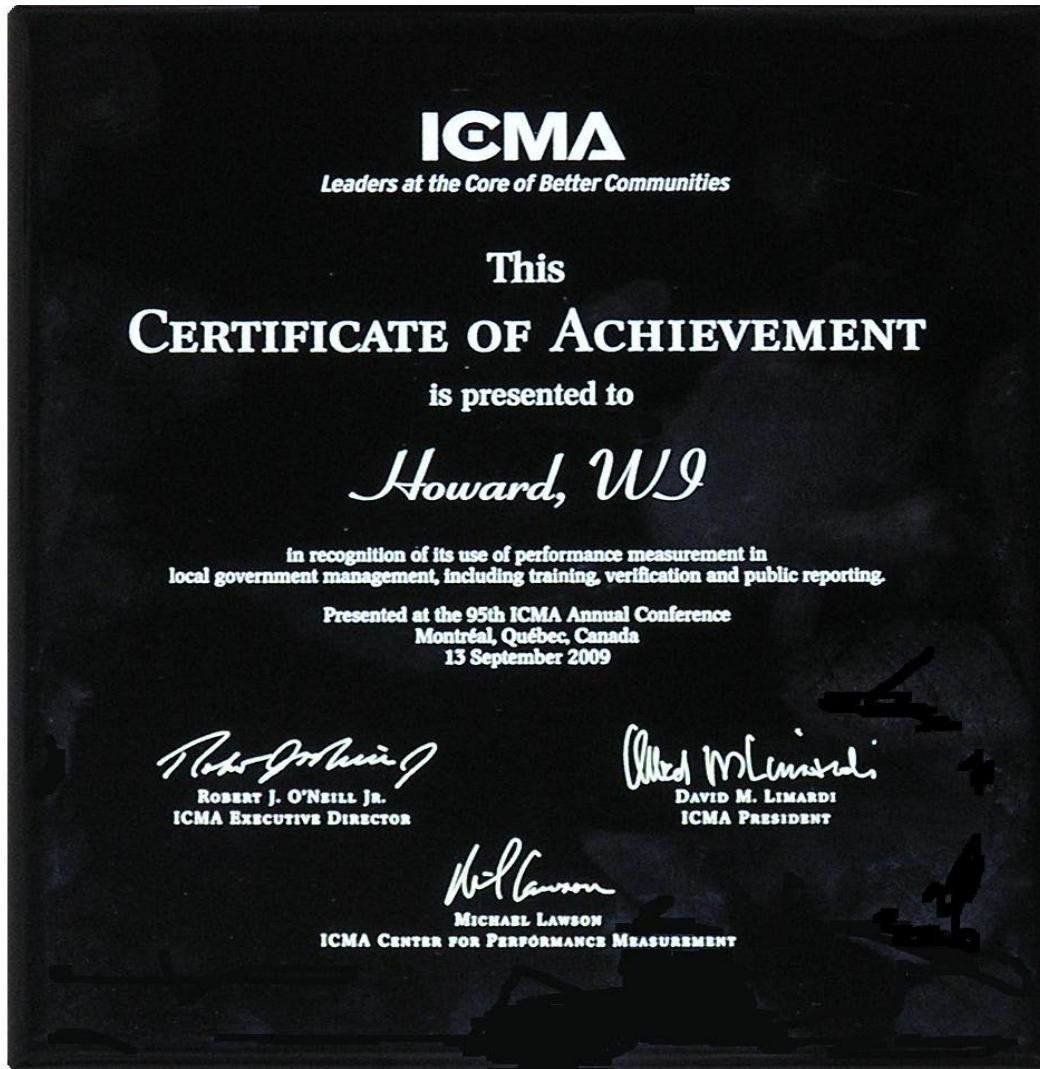 ICMA
Leaders at the Core of Better Communities
This
CERTIFICATE OF ACHIEVEMENT
is presented to
Howard, WI
in recognition of its use of performance measurement in
local government management, including training, verification and public reporting.
Presented at the 95th ICMA Annual Conference
Montréal, Québec, Canada
13 September 2009
ROBERT J. O'NEILL JR.
ICMA EXECUTIVE DIRECTOR
DAVID M. LIMARDI
ICMA PRESIDENT
MICHAEL LAWSON
ICMA CENTER FOR PERFORMANCE MEASUREMENT